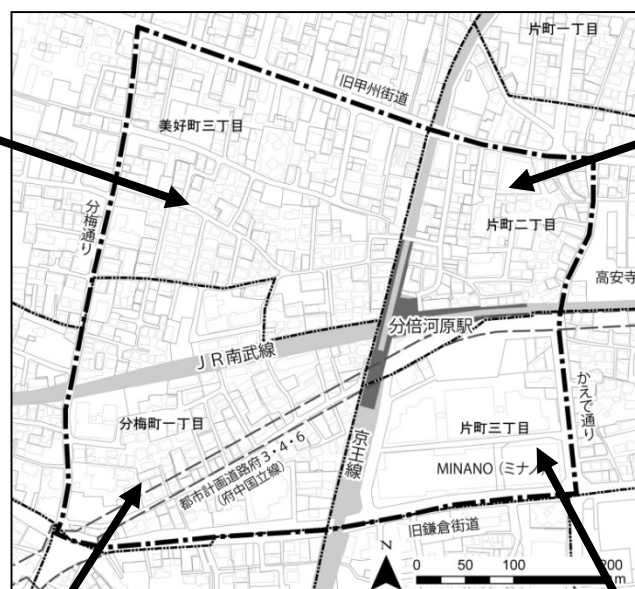 片町一丁目
旧甲州街道
美好町三丁目
分梅通り
片町二丁目
高安寺
分倍河原駅
JR南武線
かえで通り
分梅町一丁目
片町三丁目
京王線
都市計画道路府3・4・6
(府中国立線)
MINANO(ミナノ
旧鎌倉街道
N
0 50 100 200
m